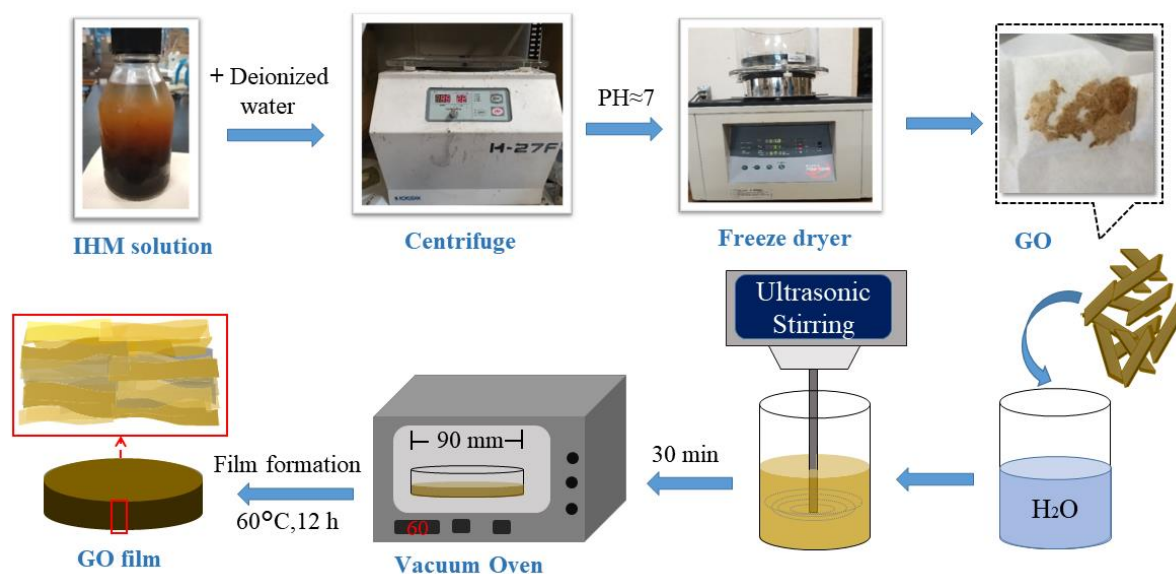 + Deionized
water
H-27F
KOKUSAN
PH≈7
IHM solution
Centrifuge
Freeze dryer
GO
Ultrasonic
Stirring
90 mm
30 min
Film formation
60°C,12 h
60
H₂O
GO film
Vacuum Oven